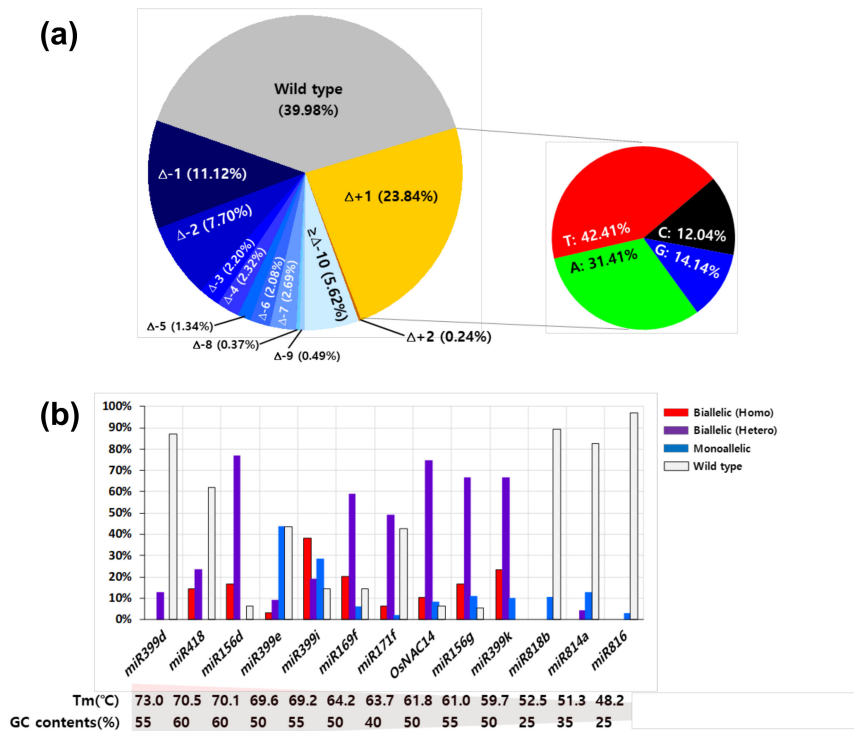 (a)
Wild type
(39.98%)
Δ-1 (11.12%)
Δ+1 (23.84%)
Δ-2 (7.70%)
Δ-3 (2.20%)
Δ-4 (2.32%)
Δ-5 (1.34%)
Δ-6 (2.08%)
Δ-7 (2.69%)
Δ-8 (0.37%)
Δ-9 (0.49%)
≥Δ-10 (5.62%)
Δ+2 (0.24%)
T: 42.41%
C: 12.04%
G: 14.14%
A: 31.41%
(b)
100%
90%
80%
70%
60%
50%
40%
30%
20%
10%
0%
Biallelic (Homo)
Biallelic (Hetero)
Monoallelic
Wild type
miR399d miR418 miR156d miR399e miR399i miR169f miR171f OsNAC14 miR156g miR399k miR818b miR814a miR816
Tm(℃) 73.0 70.5 70.1 69.6 69.2 64.2 63.7 61.8 61.0 59.7 52.5 51.3 48.2
GC contents(%) 55 60 60 50 55 50 40 50 55 50 25 35 25